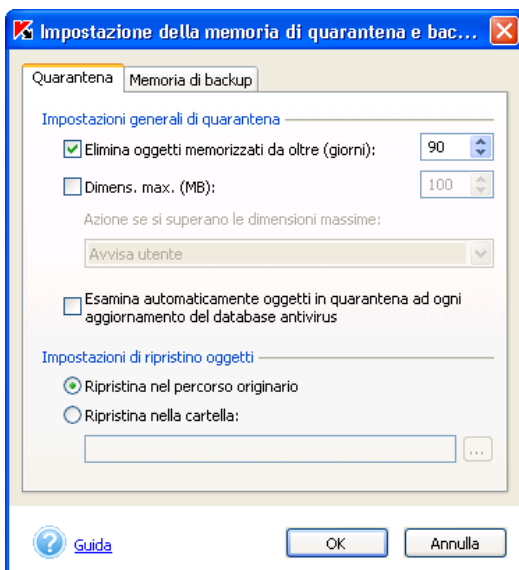 Impostazione della memoria di quarantena e bac...
Quarantena
Memoria di backup
Impostazioni generali di quarantena
Elimina oggetti memorizzati da oltre (giorni):
90
Dimens. max. (MB):
100
Azione se si superano le dimensioni massime:
Avvisa utente
Esamina automaticamente oggetti in quarantena ad ogni
aggiornamento del database antivirus
Impostazioni di ripristino oggetti
Ripristina nel percorso originario
Ripristina nella cartella:
...
Guida
OK
Annulla